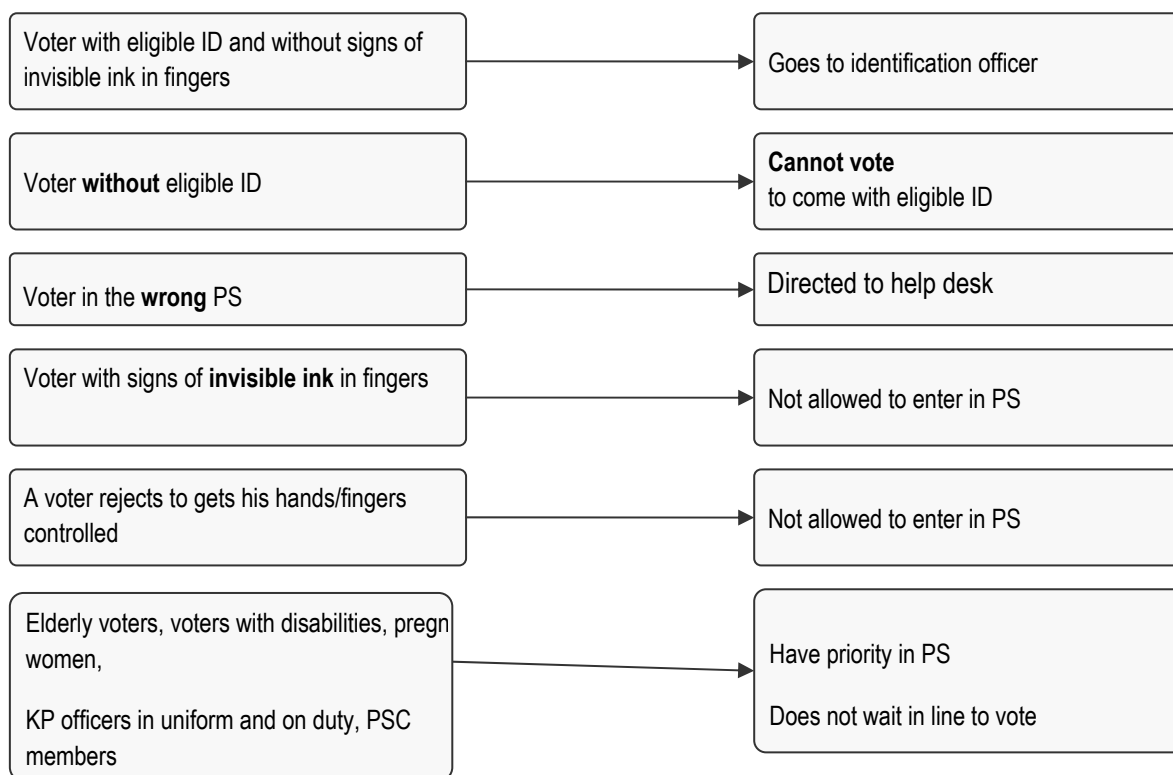 Voter with eligible ID and without signs of
invisible ink in fingers
Goes to identification officer
Voter without eligible ID
Cannot vote
to come with eligible ID
Voter in the wrong PS
Directed to help desk
Voter with signs of invisible ink in fingers
Not allowed to enter in PS
A voter rejects to gets his hands/fingers
controlled
Not allowed to enter in PS
Elderly voters, voters with disabilities, pregn
women,
KP officers in uniform and on duty, PSC
members
Have priority in PS
Does not wait in line to vote